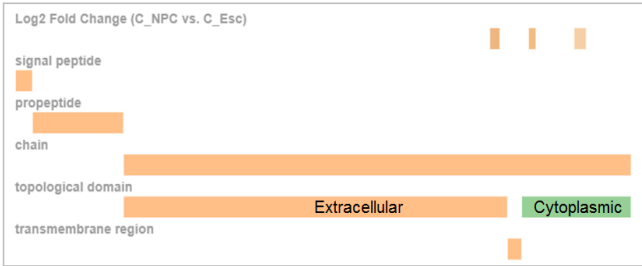 Log2 Fold Change (C_NPC vs. C_Esc)
signal peptide
propeptide
chain
topological domain
Extracellular Cytoplasmic
transmembrane region